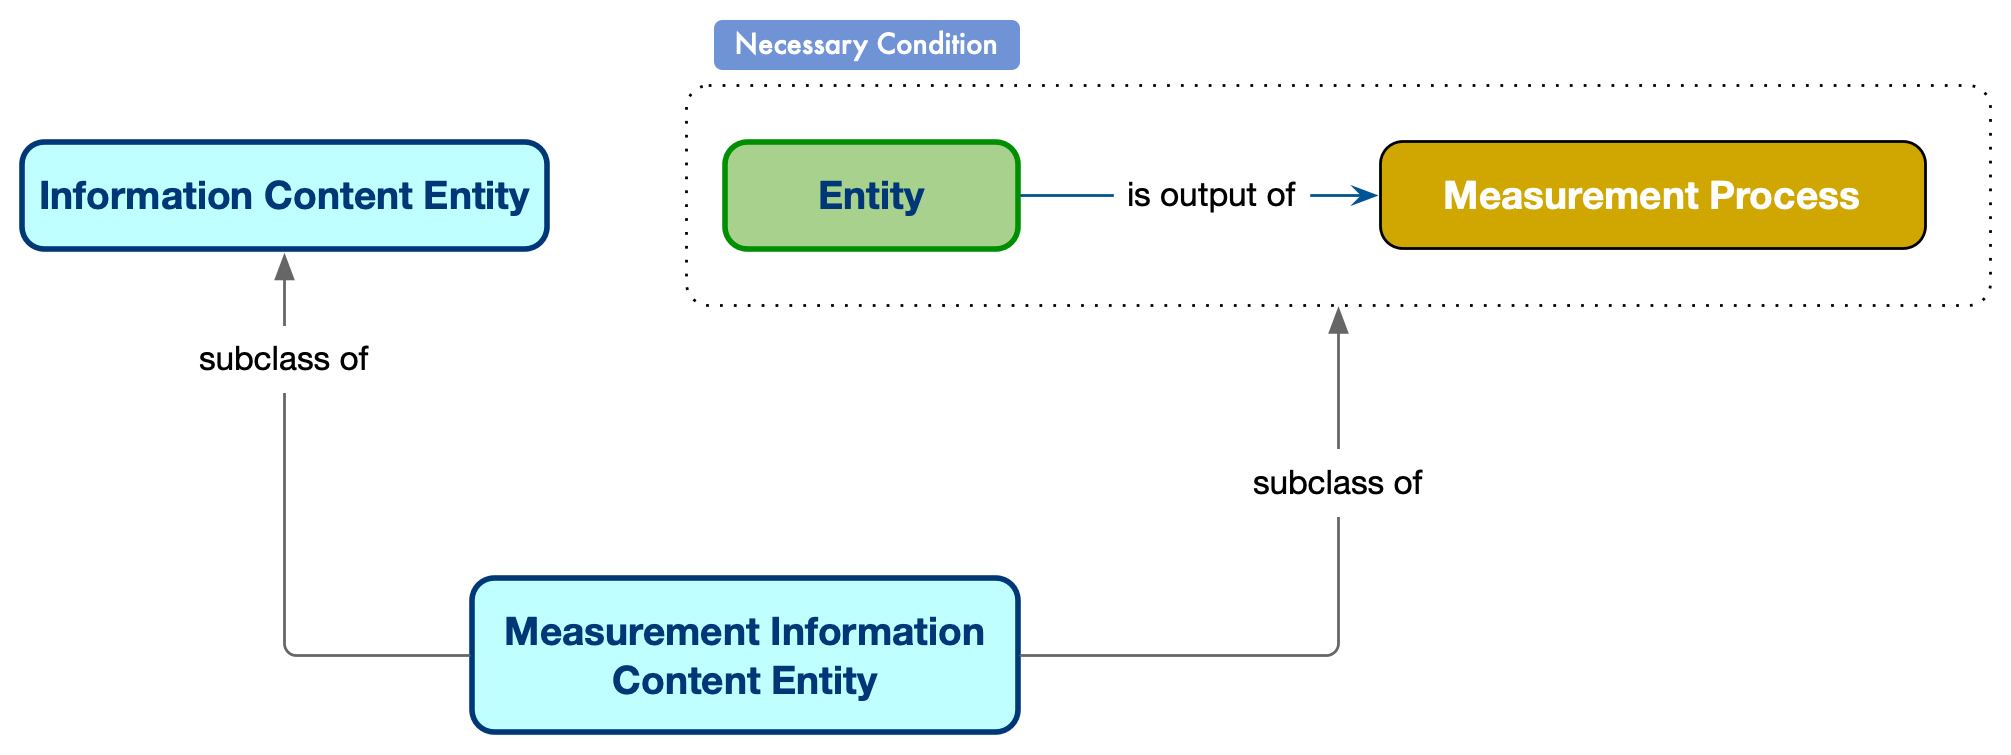 Necessary Condition
Information Content Entity
Entity
is output of
Measurement Process
subclass of
subclass of
Measurement Information
Content Entity